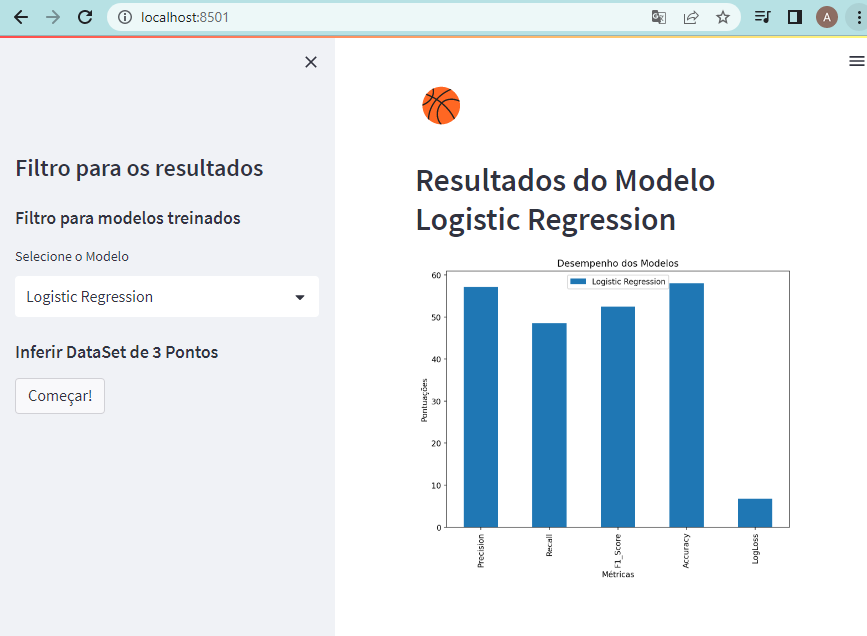 localhost:8501
A
Filtro para os resultados
Filtro para modelos treinados
Selecione o Modelo
Logistic Regression
Inferir DataSet de 3 Pontos
Começar!
Resultados do Modelo
Logistic Regression
Desempenho dos Modelos
Logistic Regression
Pontuações
60
50
40
30
20
10
0
Precision
Recall
F1_Score
Accuracy
LogLoss
Métricas